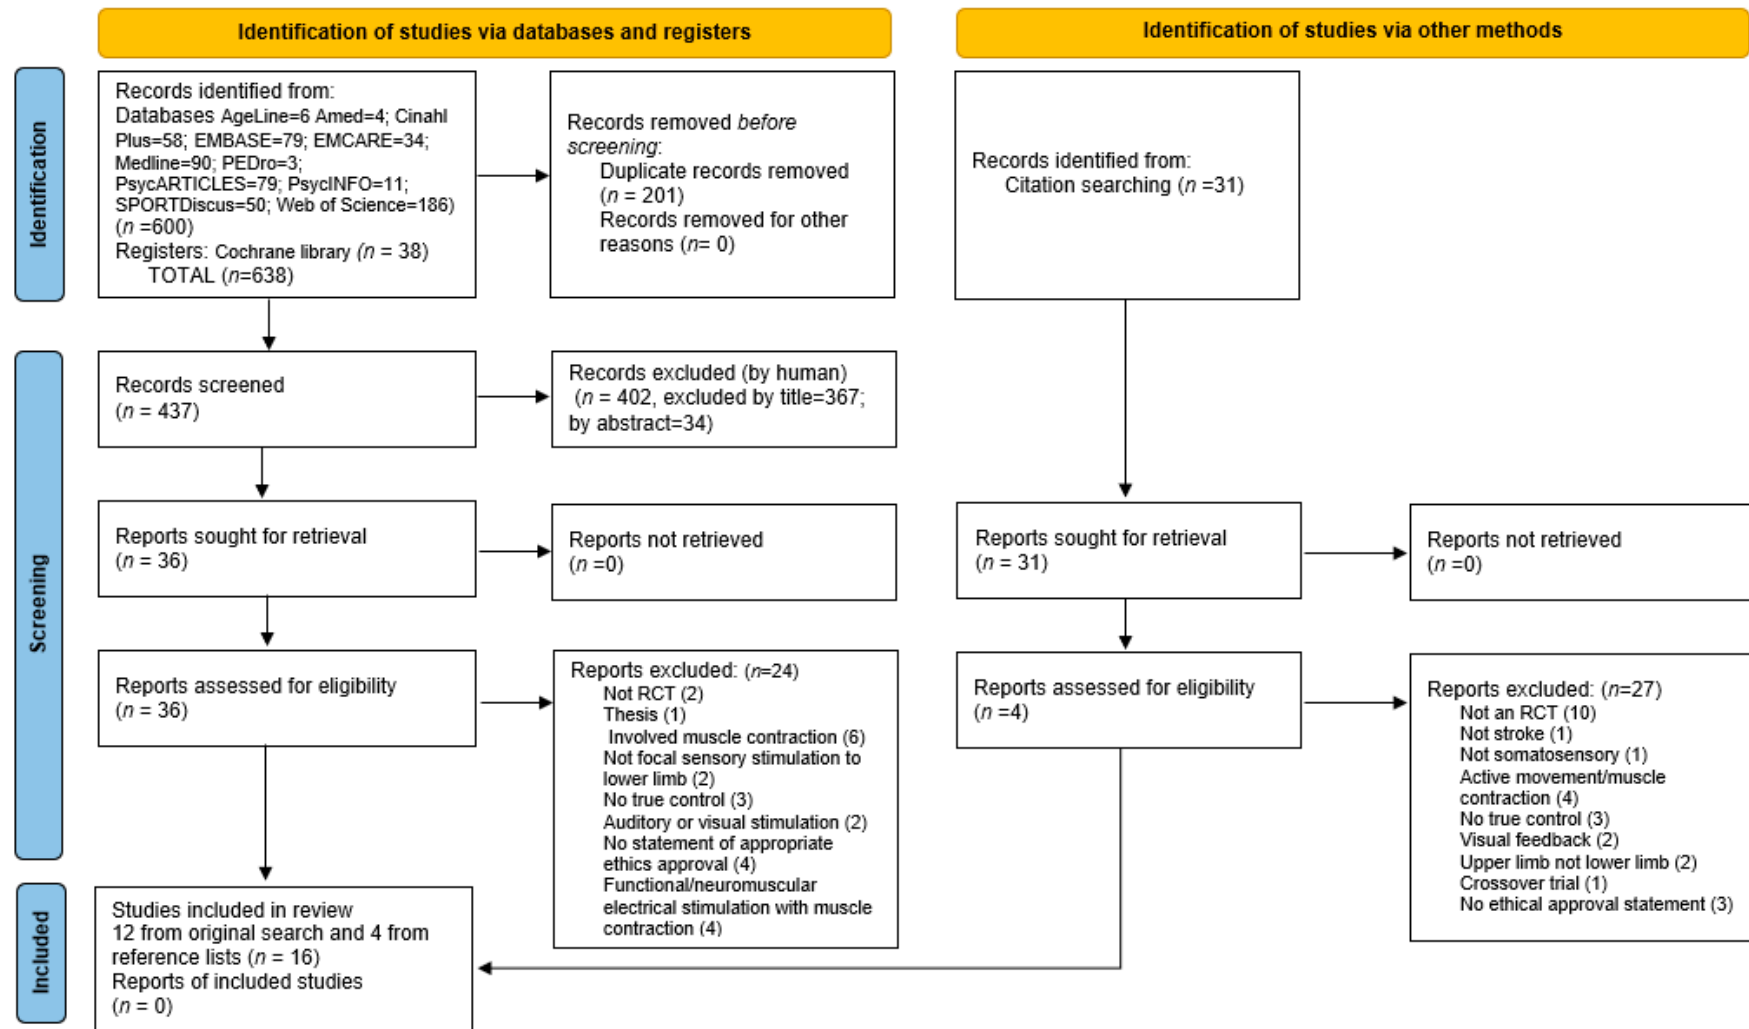 Identification of studies via databases and registers
Identification of studies via other methods
Identification
Records identified from:
Databases AgeLine=6 Amed=4; Cinahl
Plus=58; EMBASE=79; EMCARE=34;
Medline=90; PEDro=3;
PsycARTICLES=79; PsycINFO=11;
SPORTDiscus=50; Web of Science=186)
(n =600)
Registers: Cochrane library (n = 38)
TOTAL (n=638)
Records removed before
screening:
Duplicate records removed
(n = 201)
Records removed for other
reasons (n= 0)
Records identified from:
Citation searching (n =31)
Screening
Records screened
(n = 437)
Records excluded (by human)
(n = 402, excluded by title=367;
by abstract=34)
Reports sought for retrieval
(n = 36)
Reports not retrieved
(n =0)
Reports sought for retrieval
(n = 31)
Reports not retrieved
(n =0)
Reports assessed for eligibility
(n = 36)
Reports excluded: (n=24)
Not RCT (2)
Thesis (1)
Involved muscle contraction (6)
Not focal sensory stimulation to
lower limb (2)
No true control (3)
Auditory or visual stimulation (2)
No statement of appropriate
ethics approval (4)
Functional/neuromuscular
electrical stimulation with muscle
contraction (4)
Reports assessed for eligibility
(n =4)
Reports excluded: (n=27)
Not an RCT (10)
Not stroke (1)
Not somatosensory (1)
Active movement/muscle
contraction (4)
No true control (3)
Visual feedback (2)
Upper limb not lower limb (2)
Crossover trial (1)
No ethical approval statement (3)
Included
Studies included in review
12 from original search and 4 from
reference lists (n = 16)
Reports of included studies
(n = 0)